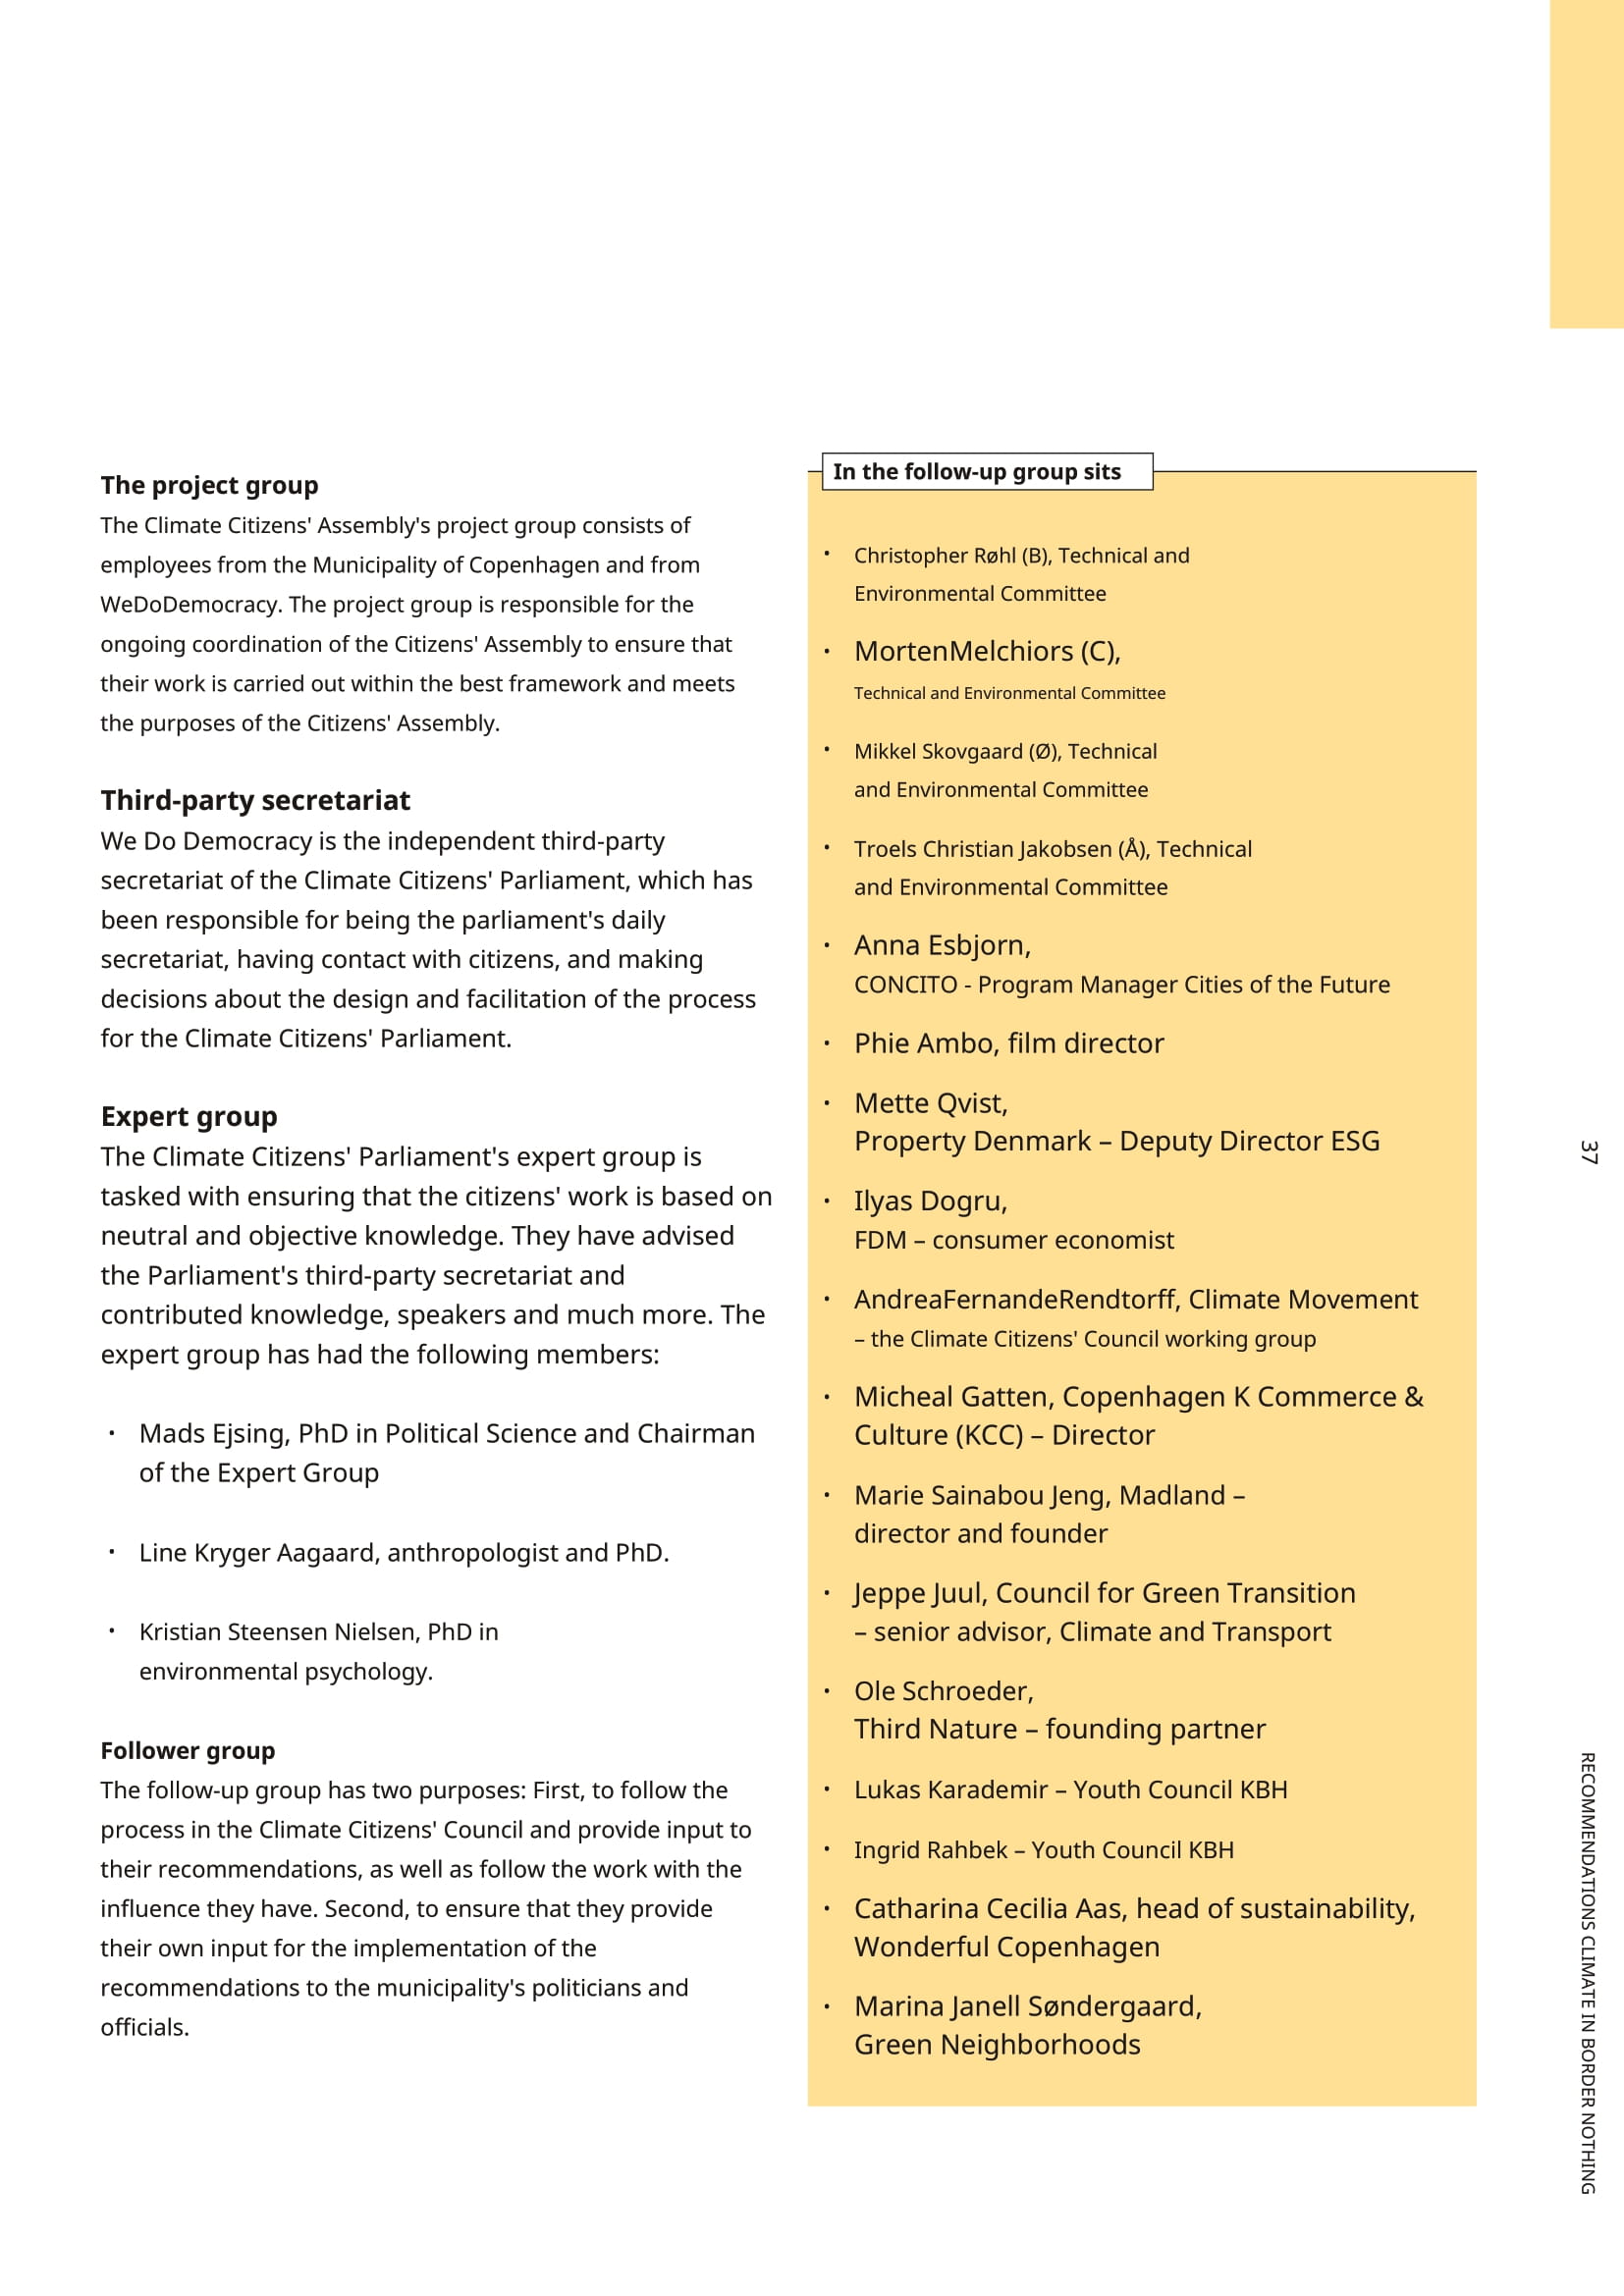 The project group
The Climate Citizens' Assembly's project group consists of
employees from the Municipality of Copenhagen and from
WeDoDemocracy. The project group is responsible for the
ongoing coordination of the Citizens' Assembly to ensure that
their work is carried out within the best framework and meets
the purposes of the Citizens' Assembly.
Third-party secretariat
We Do Democracy is the independent third-party
secretariat of the Climate Citizens' Parliament, which has
been responsible for being the parliament's daily
secretariat, having contact with citizens, and making
decisions about the design and facilitation of the process
for the Climate Citizens' Parliament.
Expert group
The Climate Citizens' Parliament's expert group is
tasked with ensuring that the citizens' work is based on
neutral and objective knowledge. They have advised
the Parliament's third-party secretariat and
contributed knowledge, speakers and much more. The
expert group has had the following members:
• Mads Ejsing, PhD in Political Science and Chairman
of the Expert Group
• Line Kryger Aagaard, anthropologist and PhD.
• Kristian Steensen Nielsen, PhD in
environmental psychology.
Follower group
The follow-up group has two purposes: First, to follow the
process in the Climate Citizens' Council and provide input to
their recommendations, as well as follow the work with the
influence they have. Second, to ensure that they provide
their own input for the implementation of the
recommendations to the municipality's politicians and
officials.
In the follow-up group sits
• Christopher Røhl (B), Technical and
Environmental Committee
• MortenMelchiors (C),
Technical and Environmental Committee
• Mikkel Skovgaard (Ø), Technical
and Environmental Committee
• Troels Christian Jakobsen (Å), Technical
and Environmental Committee
• Anna Esbjorn,
CONCITO - Program Manager Cities of the Future
• Phie Ambo, film director
• Mette Qvist,
Property Denmark – Deputy Director ESG
• Ilyas Dogru,
FDM – consumer economist
• AndreaFernandeRendtorff, Climate Movement
– the Climate Citizens' Council working group
• Micheal Gatten, Copenhagen K Commerce &
Culture (KCC) – Director
• Marie Sainabou Jeng, Madland –
director and founder
• Jeppe Juul, Council for Green Transition
– senior advisor, Climate and Transport
• Ole Schroeder,
Third Nature – founding partner
• Lukas Karademir – Youth Council KBH
• Ingrid Rahbek – Youth Council KBH
• Catharina Cecilia Aas, head of sustainability,
Wonderful Copenhagen
• Marina Janell Søndergaard,
Green Neighborhoods
37
RECOMMENDATIONS CLIMATE IN BORDER NOTHING